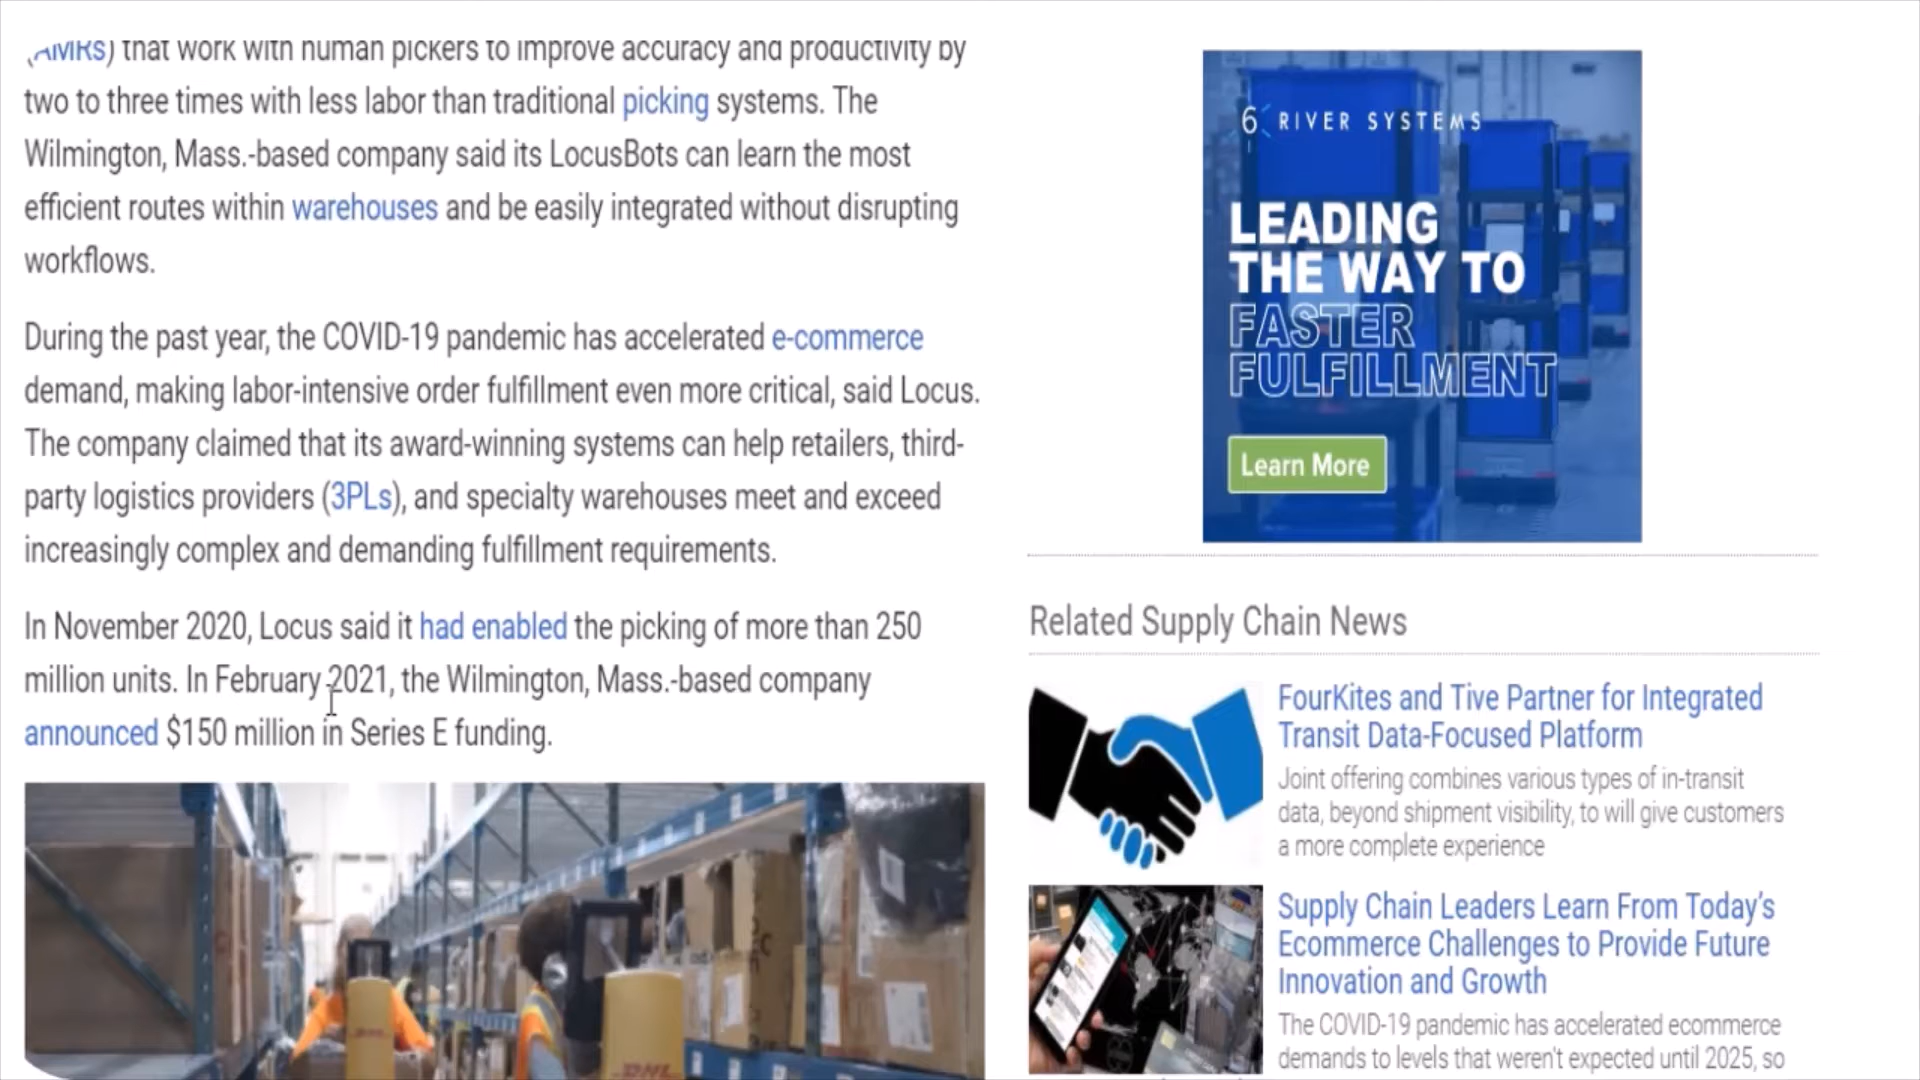 (AMRs) that work with human pickers to improve accuracy and productivity by
two to three times with less labor than traditional picking systems. The
Wilmington, Mass.-based company said its LocusBots can learn the most
efficient routes within warehouses and be easily integrated without disrupting
workflows.
During the past year, the COVID-19 pandemic has accelerated e-commerce
demand, making labor-intensive order fulfillment even more critical, said Locus.
The company claimed that its award-winning systems can help retailers, third-
party logistics providers (3PLs), and specialty warehouses meet and exceed
increasingly complex and demanding fulfillment requirements.
In November 2020, Locus said it had enabled the picking of more than 250
million units. In February 2021, the Wilmington, Mass.-based company
announced $150 million in Series E funding.
DHL
DHL
6 RIVER SYSTEMS
LEADING
THE WAY TO
FASTER
FULFILLMENT
Learn More
Related Supply Chain News
FourKites and Tive Partner for Integrated
Transit Data-Focused Platform
Joint offering combines various types of in-transit
data, beyond shipment visibility, to will give customers
a more complete experience
Supply Chain Leaders Learn From Today's
Ecommerce Challenges to Provide Future
Innovation and Growth
The COVID-19 pandemic has accelerated ecommerce
demands to levels that weren't expected until 2025, so